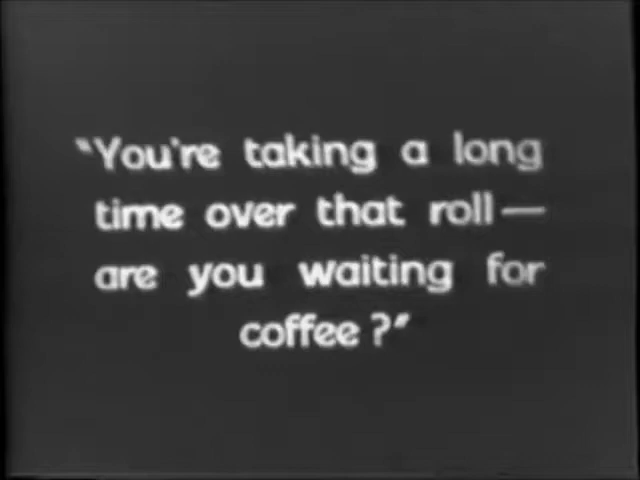 "You're taking a long
time over that roll—
are you waiting for
coffee?"